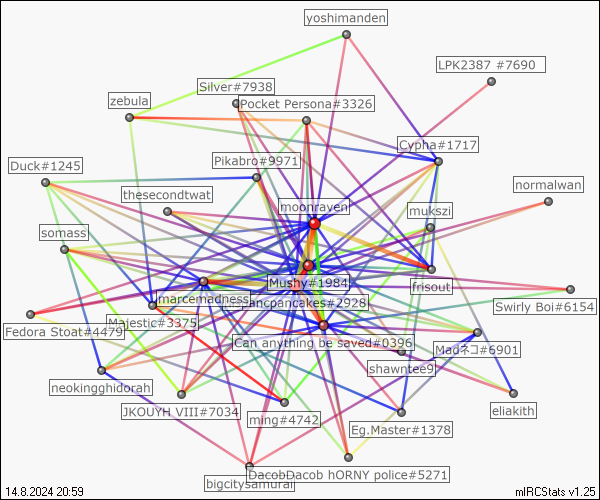 yoshimanden
LPK2387 #7690
Silver#7938
zebula
Pocket Persona#3326
Cypha#1717
Pikabro#9971
Duck#1245
normalwan
thesecondtwat
moonraven
mukszi
somass
Mushy#1984
frisout
marcemadness
ancpancakes#2928
Swirly Boi#6154
Majestic#3375
Fedora Stoat#4479
Can anything be saved#0396
Madネコ#6901
shawntee9
neokingghidorah
JKOUYH VIII#7034
ming#4742
eliakith
Eg.Master#1378
DacobDacob hORNY police#5271
bigcitysamurai
14.8.2024 20:59
mIRCStats v1.25